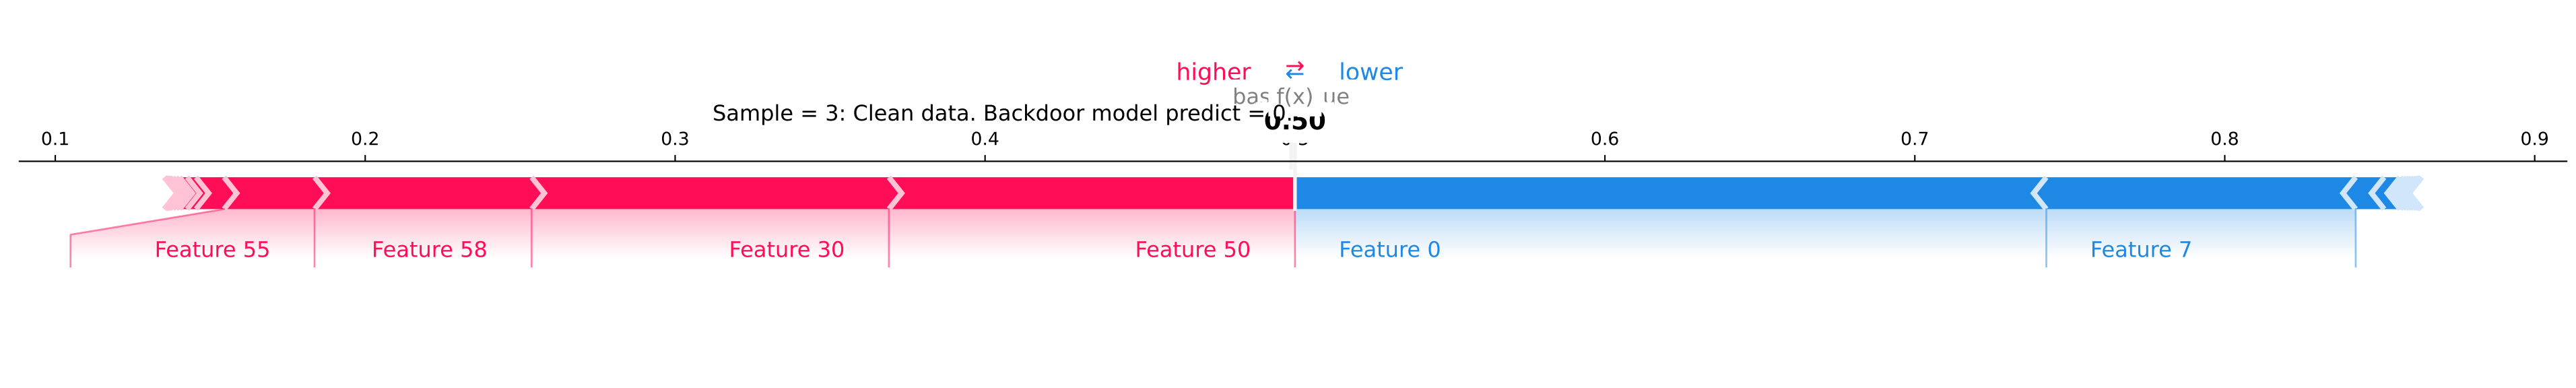 higher ⇄ lower
bas f(x) ue
Sample = 3: Clean data. Backdoor model predict = 0.
0.50
0.1 0.2 0.3 0.4 0.6 0.7 0.8 0.9
Feature 55 Feature 58 Feature 30 Feature 50 Feature 0 Feature 7